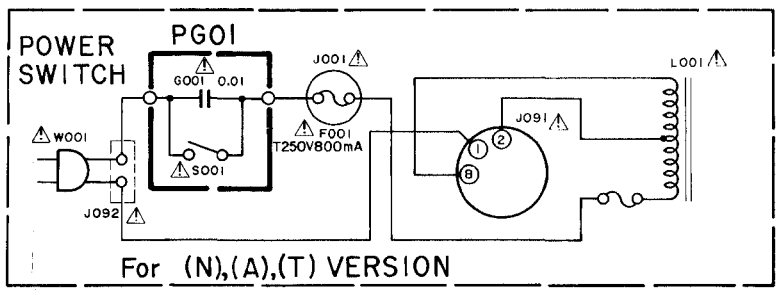 POWER
SWITCH
PG01
G001 0.01
S001
W001
J092
J001
F001
T250V800mA
J091
1
2
8
L001
For (N),(A),(T) VERSION